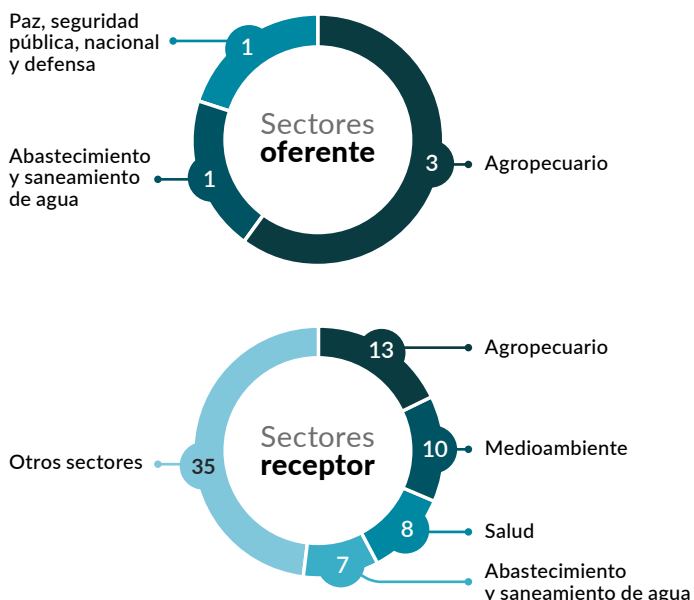 Paz, seguridad
pública, nacional
y defensa
1
Sectores
oferente
3
Agropecuario
Abastecimiento
y saneamiento
de agua
1
13
Agropecuario
Sectores
receptor
10
Medioambiente
Otros sectores
35
8
Salud
7
Abastecimiento
y saneamiento de agua